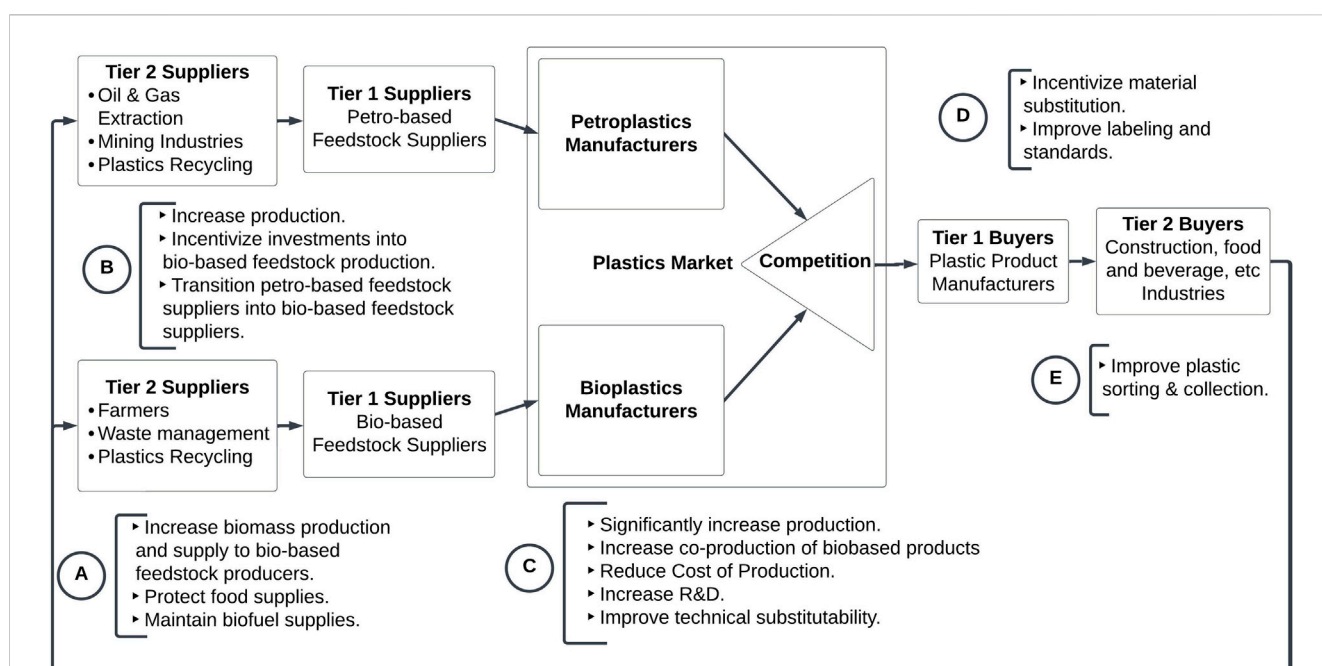 Tier 2 Suppliers
•Oil & Gas
Extraction
•Mining Industries
•Plastics Recycling
Tier 1 Suppliers
Petro-based
Feedstock Suppliers
Petroplastics
Manufacturers
D
‣ Incentivize material
substitution.
‣ Improve labeling and
standards.
B
‣ Increase production.
‣ Incentivize investments into
bio-based feedstock production.
‣ Transition petro-based feedstock
suppliers into bio-based feedstock
suppliers.
Plastics Market
Competition
Tier 1 Buyers
Plastic Product
Manufacturers
Tier 2 Buyers
Construction, food
and beverage, etc
Industries
Tier 2 Suppliers
•Farmers
•Waste management
•Plastics Recycling
Tier 1 Suppliers
Bio-based
Feedstock Suppliers
Bioplastics
Manufacturers
E
‣ Improve plastic
sorting & collection.
A
‣ Increase biomass production
and supply to bio-based
feedstock producers.
‣ Protect food supplies.
‣ Maintain biofuel supplies.
C
‣ Significantly increase production.
‣ Increase co-production of biobased products
‣ Reduce Cost of Production.
‣ Increase R&D.
‣ Improve technical substitutability.